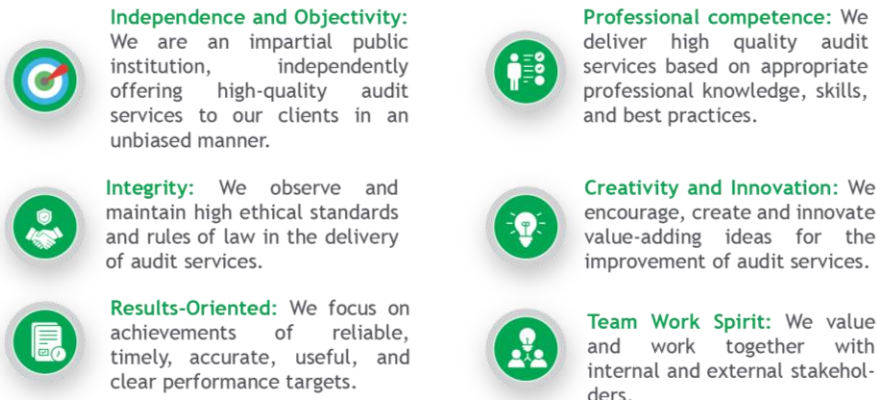 Independence and Objectivity:
We are an impartial public
institution, independently
offering high-quality audit
services to our clients in an
unbiased manner.
Integrity: We observe and
maintain high ethical standards
and rules of law in the delivery
of audit services.
Results-Oriented: We focus on
achievements of reliable,
timely, accurate, useful, and
clear performance targets.
Professional competence: We
deliver high quality audit
services based on appropriate
professional knowledge, skills,
and best practices.
Creativity and Innovation: We
encourage, create and innovate
value-adding ideas for the
improvement of audit services.
Team Work Spirit: We value
and work together with
internal and external stakehol-
ders.